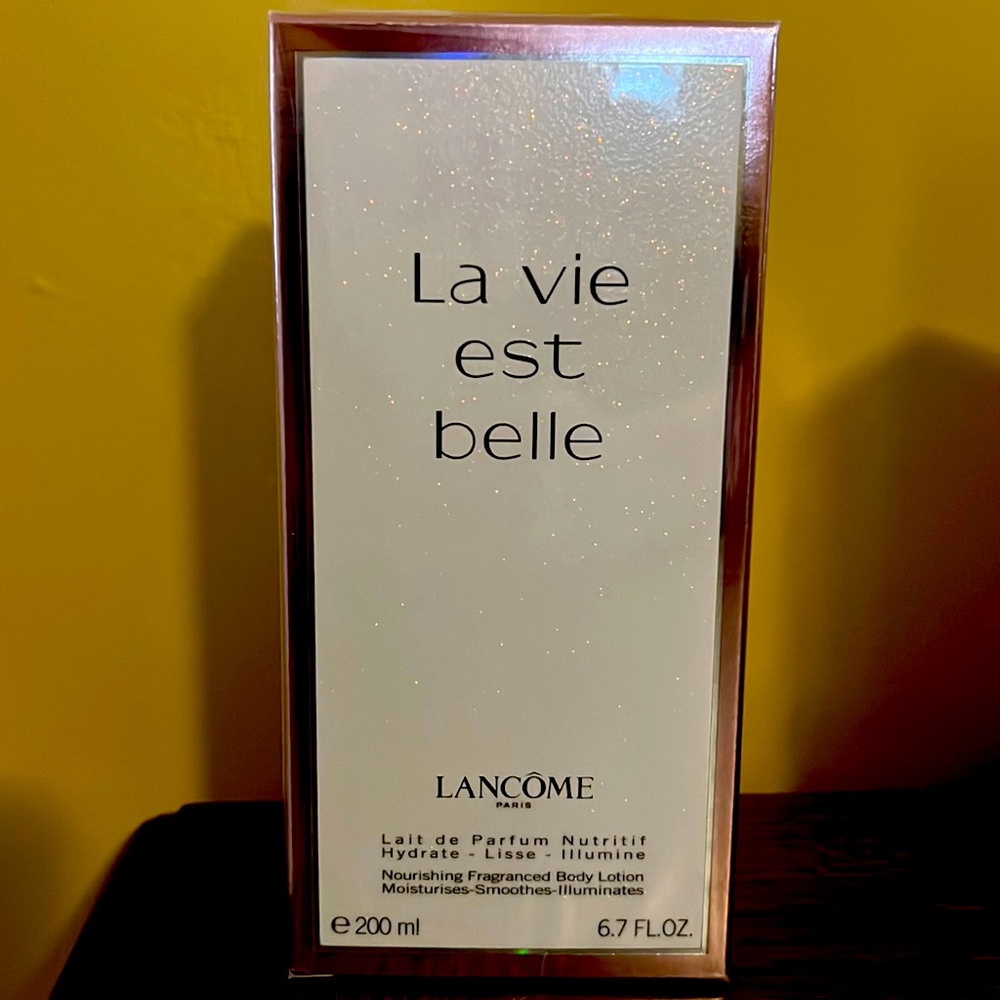 La vie
est
belle
LANCÔME
PARIS
Lait de Parfum Nutritif
Hydrate - Lisse - Illumine
Nourishing Fragranced Body Lotion
Moisturises-Smoothes-Illuminates
℮ 200 ml 6.7 FL.OZ.